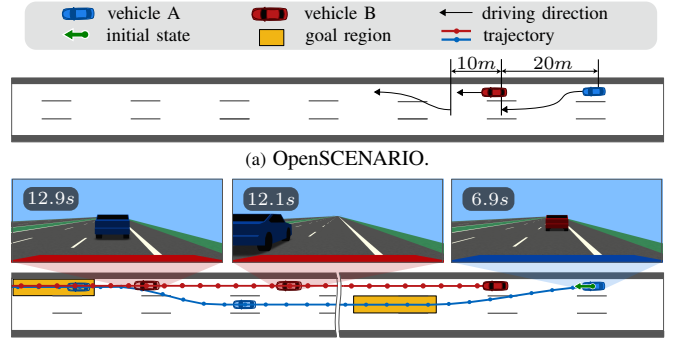 vehicle A vehicle B driving direction
initial state goal region trajectory
10m 20m
(a) OpenSCENARIO.
12.9s 12.1s 6.9s